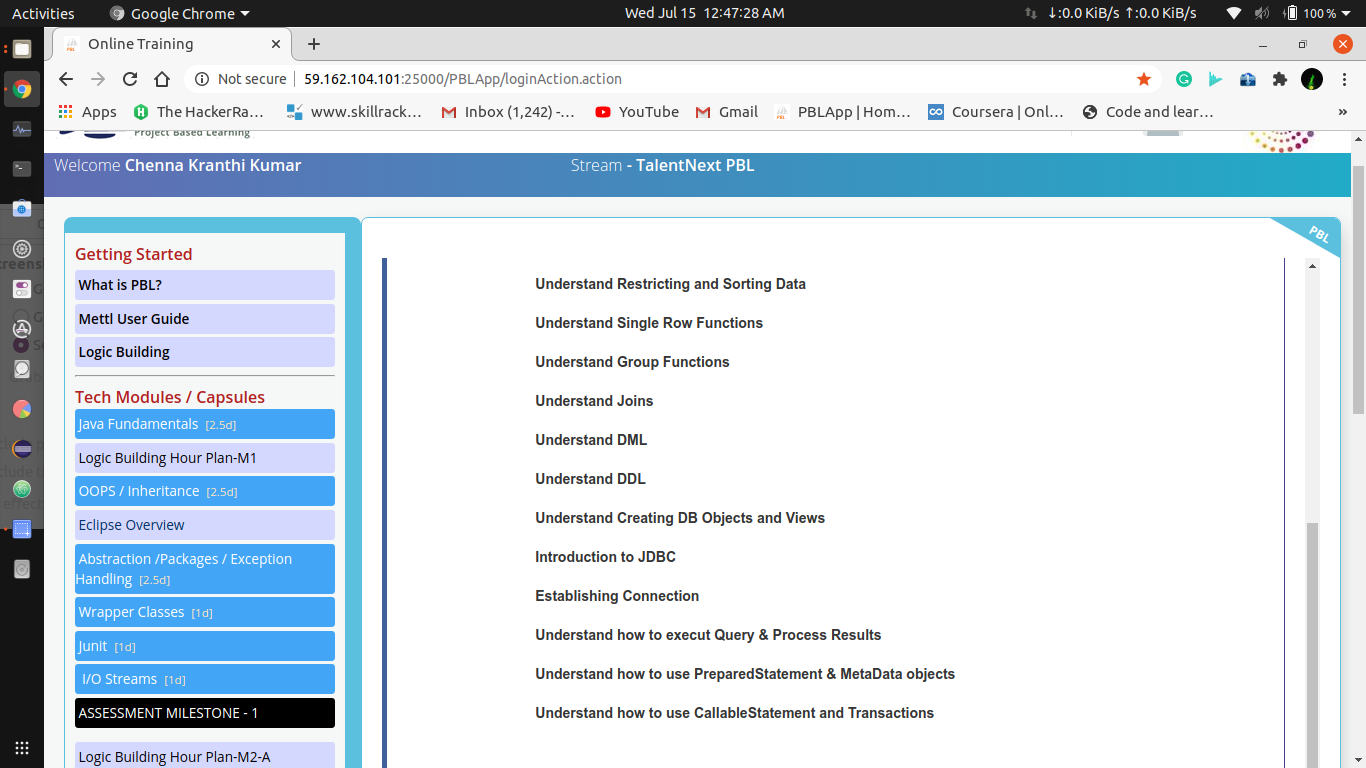 Activities
Google Chrome
Wed Jul 15 12:47:28 AM
↓:0.0 KiB/s ↑:0.0 KiB/s
100 %
Online Training
Not secure
59.162.104.101:25000/PBLApp/loginAction.action
Apps
The HackerRa...
www.skillrack...
Inbox (1,242) -...
YouTube
Gmail
PBLApp | Hom...
Coursera | Onl...
Code and lear...
»
Project Based Learning
Welcome Chenna Kranthi Kumar
Stream - TalentNext PBL
PBL
Getting Started
What is PBL?
Mettl User Guide
Logic Building
Tech Modules / Capsules
Java Fundamentals [2.5d]
Logic Building Hour Plan-M1
OOPS / Inheritance [2.5d]
Eclipse Overview
Abstraction /Packages / Exception
Handling [2.5d]
Wrapper Classes [1d]
Junit [1d]
I/O Streams [1d]
ASSESSMENT MILESTONE - 1
Logic Building Hour Plan-M2-A
Understand Restricting and Sorting Data
Understand Single Row Functions
Understand Group Functions
Understand Joins
Understand DML
Understand DDL
Understand Creating DB Objects and Views
Introduction to JDBC
Establishing Connection
Understand how to execut Query & Process Results
Understand how to use PreparedStatement & MetaData objects
Understand how to use CallableStatement and Transactions